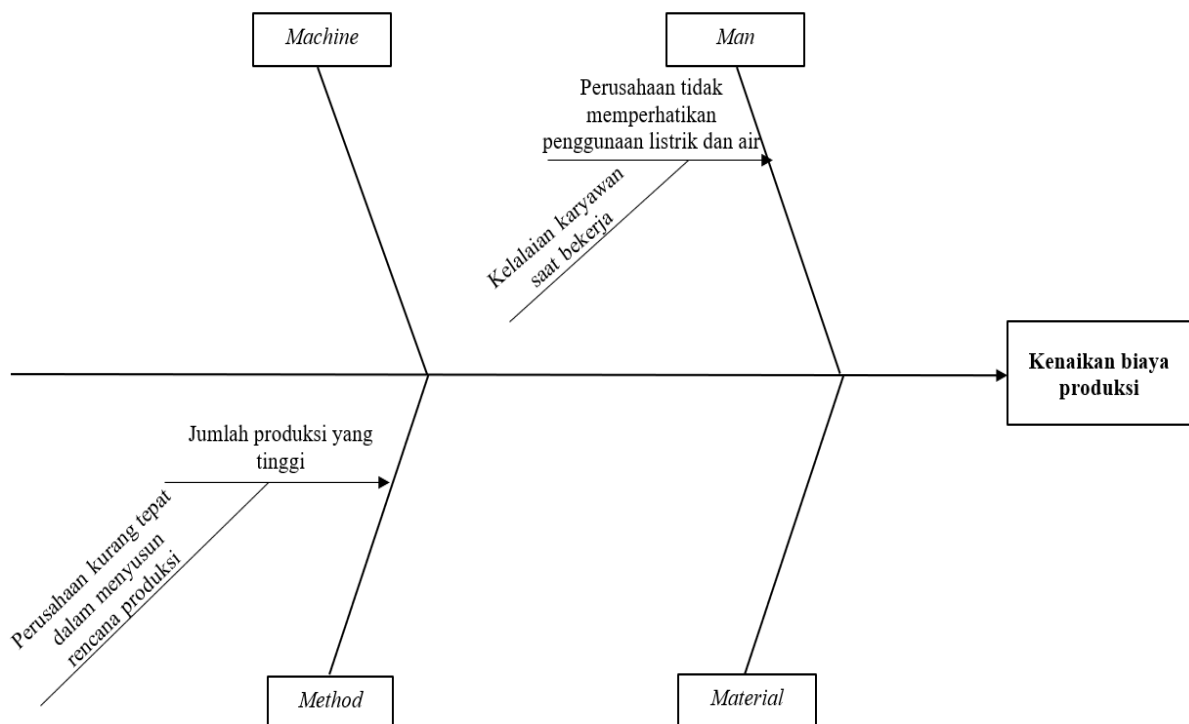 Machine
Man
Perusahaan tidak
memperhatikan
penggunaan listrik dan air
Kelalaian karyawan
saat bekerja
Kenaikan biaya
produksi
Jumlah produksi yang
tinggi
Perusahaan kurang tepat
dalam menyusun
rencana produksi
Method
Material